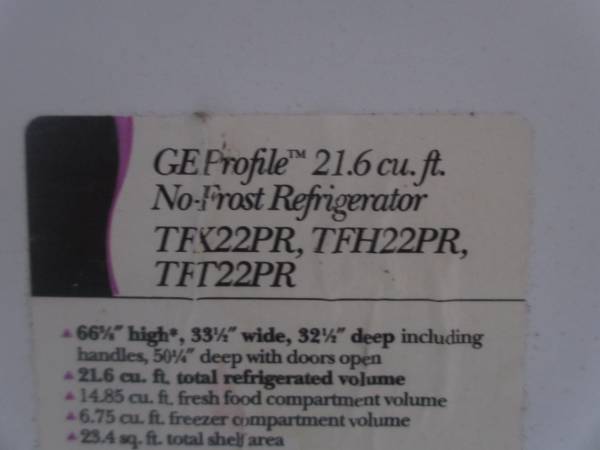 GE Profile™ 21.6 cu. ft.
No-Frost Refrigerator
TFX22PR, TFH22PR,
TFT22PR
▲ 66⅝″ high*, 33½″ wide, 32½″ deep including
handles, 50¼″ deep with doors open
▲ 21.6 cu. ft. total refrigerated volume
▲ 14.85 cu. ft. fresh food compartment volume
▲ 6.75 cu. ft. freezer compartment volume
▲ 23.4 sq. ft. total shelf area